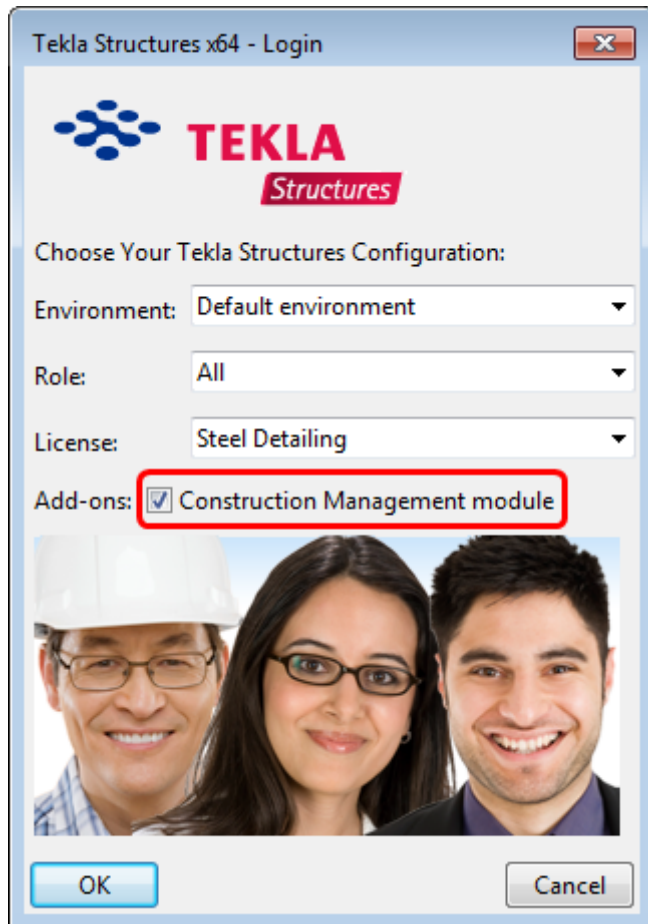 Tekla Structures x64 - Login
TEKLA
Structures
Choose Your Tekla Structures Configuration:
Environment: Default environment
Role: All
License: Steel Detailing
Add-ons: Construction Management module
OK Cancel